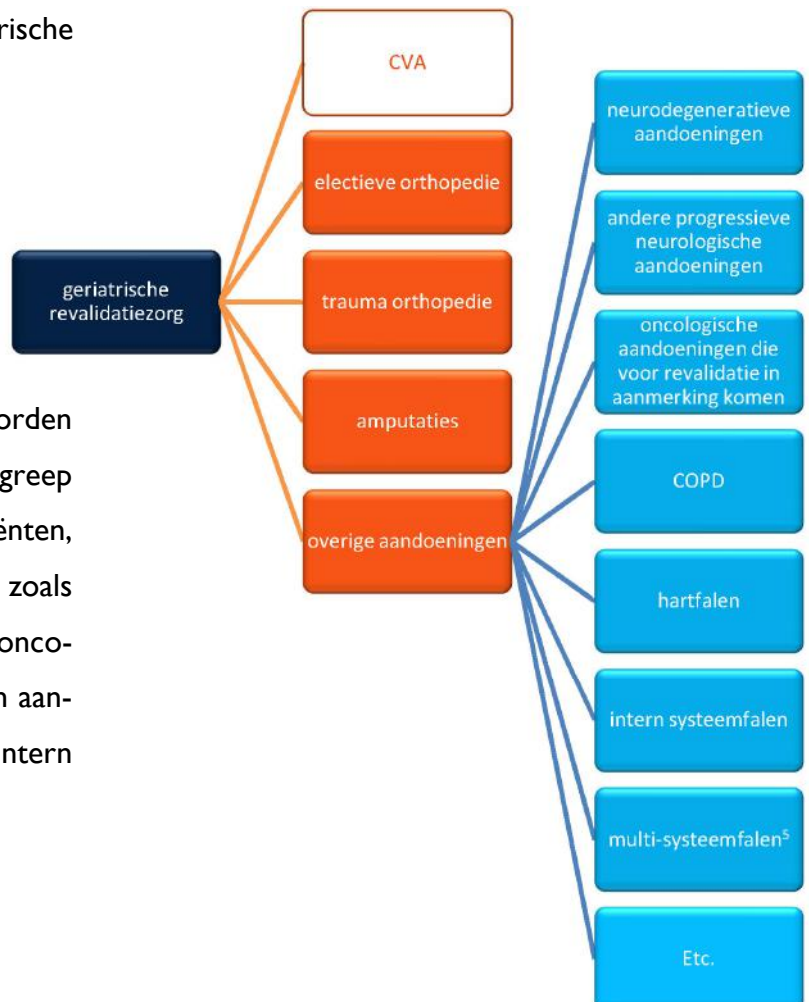 rische
CVA
electieve orthopedie
geriatrische
revalidatiezorg
trauma orthopedie
amputaties
overige aandoeningen
neurodegeneratieve
aandoeningen
andere progressieve
neurologische
aandoeningen
oncologische
aandoeningen die
voor revalidatie in
aanmerking komen
COPD
hartfalen
intern systeemfalen
multi-systeemfalen⁵
Etc.
orden
greep
ënten,
zoals
onco-
n aan-
ntern